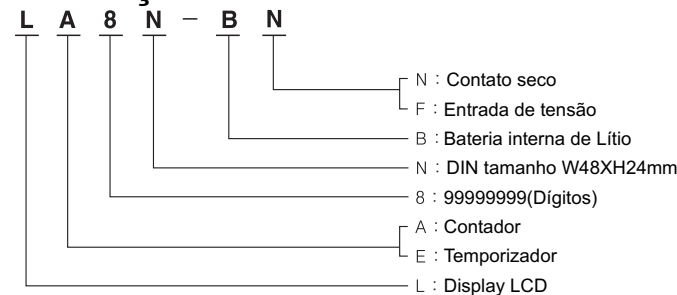 L A 8 N - B N
N : Contato seco
F : Entrada de tensão
B : Bateria interna de Lítio
N : DIN tamanho W48XH24mm
8 : 99999999(Dígitos)
A : Contador
E : Temporizador
L : Display LCD